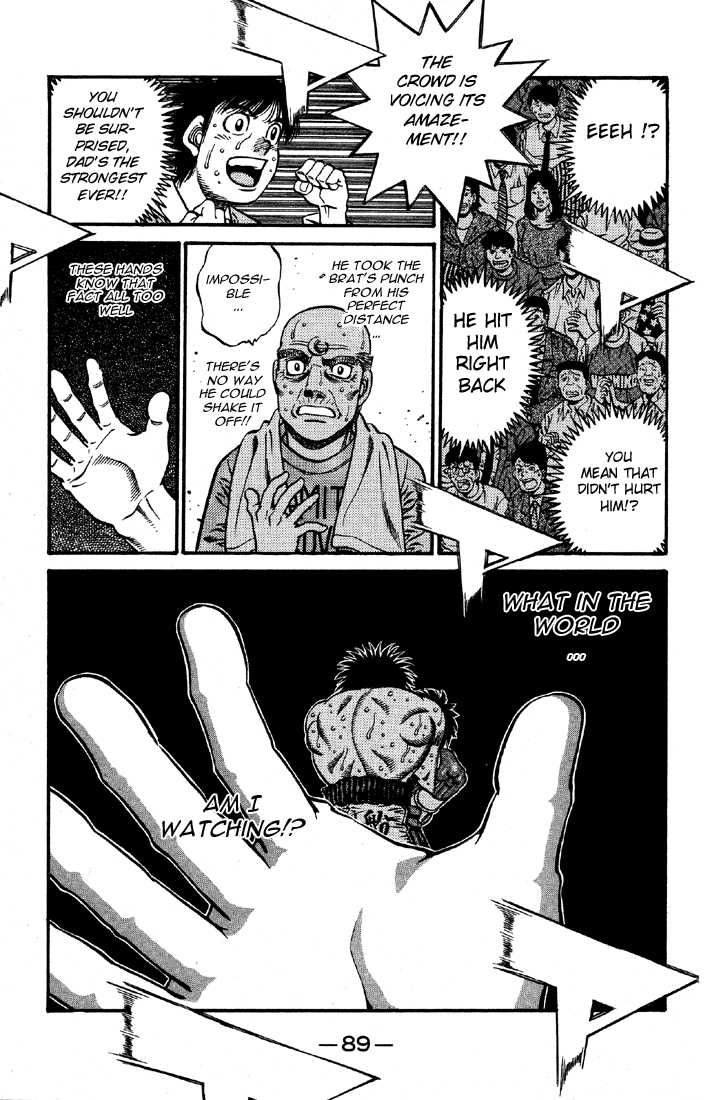 EEEH !?
HE HIT
HIM
RIGHT
BACK
YOU
MEAN THAT
DIDN'T HURT
HIM!?
THE
CROWD IS
VOICING ITS
AMAZE-
MENT!!
YOU
SHOULDN'T
BE SUR-
PRISED,
DAD'S THE
STRONGEST
EVER!!
HE TOOK THE
BRAT'S PUNCH
FROM HIS
PERFECT
DISTANCE
...
IMPOSSI-
BLE
...
THERE'S
NO WAY
HE COULD
SHAKE IT
OFF!!
THESE HANDS
KNOW THAT
FACT ALL TOO
WELL
WHAT IN THE
WORLD
...
AM I
WATCHING!?
—89—